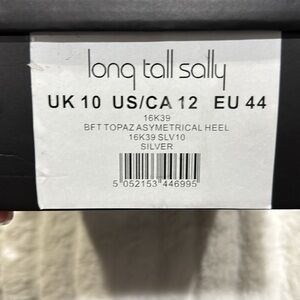 long tall sally
UK 10 US/CA 12 EU 44
16K39
BFT TOPAZ ASYMETRICAL HEEL
16K39 SLV10
SILVER
5 052153 446995